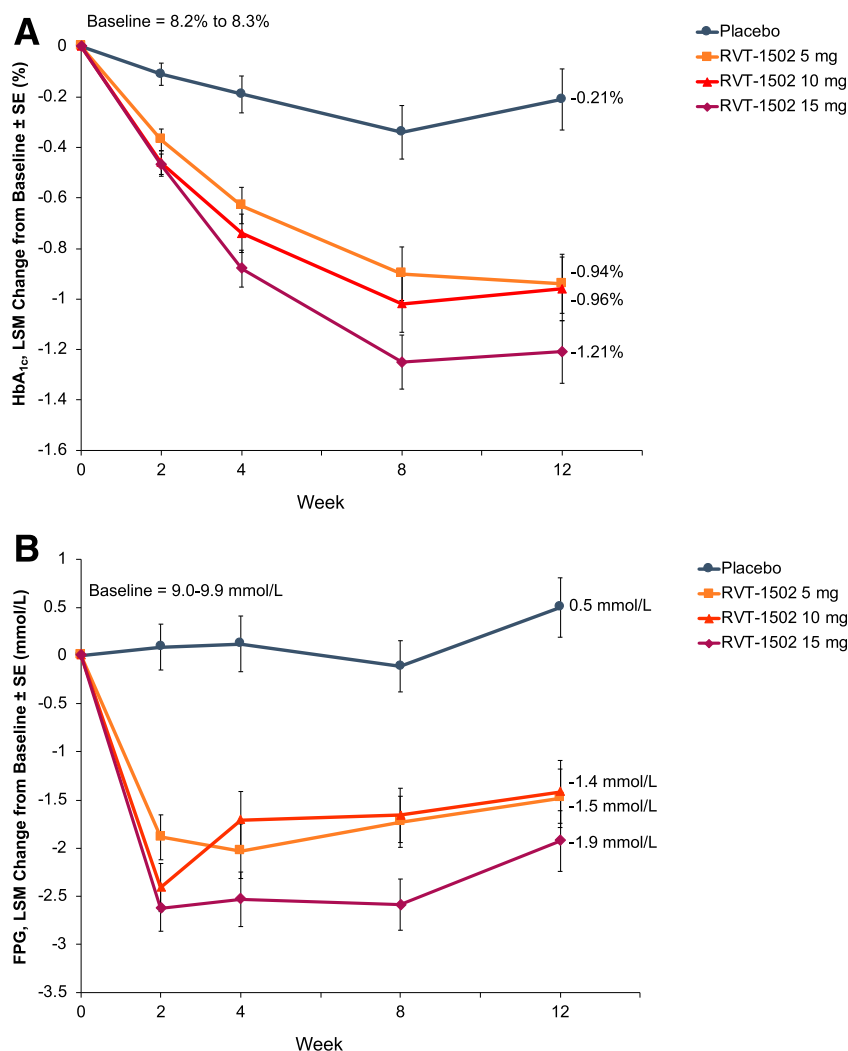 A
Baseline = 8.2% to 8.3%
HbA1c, LSM Change from Baseline ± SE (%)
0
-0.2
-0.4
-0.6
-0.8
-1
-1.2
-1.4
-1.6
-0.21%
-0.94%
-0.96%
-1.21%
0 2 4 8 12
Week
Placebo
RVT-1502 5 mg
RVT-1502 10 mg
RVT-1502 15 mg
B
Baseline = 9.0-9.9 mmol/L
FPG, LSM Change from Baseline ± SE (mmol/L)
1
0.5
0
-0.5
-1
-1.5
-2
-2.5
-3
-3.5
0.5 mmol/L
-1.4 mmol/L
-1.5 mmol/L
-1.9 mmol/L
0 2 4 8 12
Week
Placebo
RVT-1502 5 mg
RVT-1502 10 mg
RVT-1502 15 mg